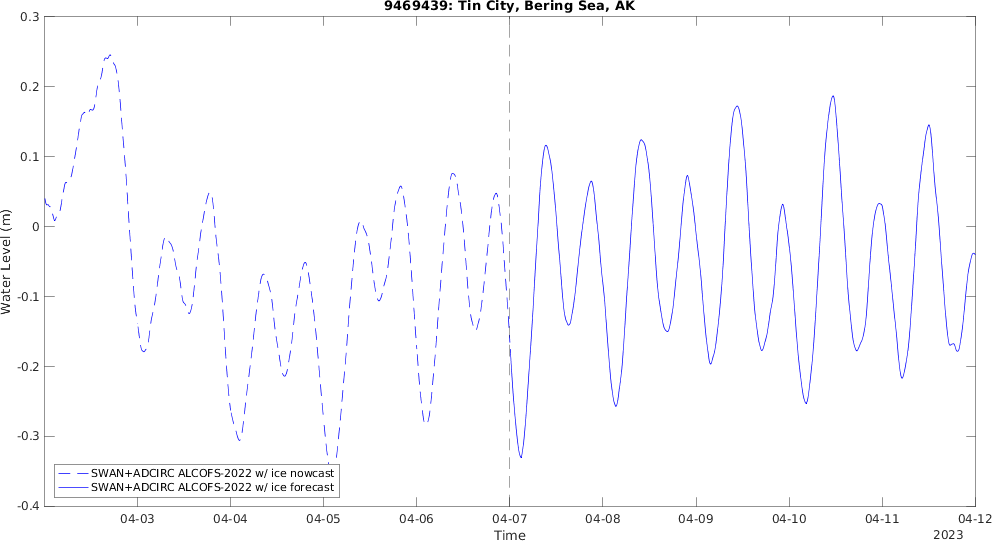 9469439: Tin City, Bering Sea, AK
0.3
0.2
0.1
0
-0.1
-0.2
-0.3
-0.4
Water Level (m)
SWAN+ADCIRC ALCOFS-2022 w/ ice nowcast
SWAN+ADCIRC ALCOFS-2022 w/ ice forecast
04-03 04-04 04-05 04-06 04-07 04-08 04-09 04-10 04-11 04-12
Time
2023